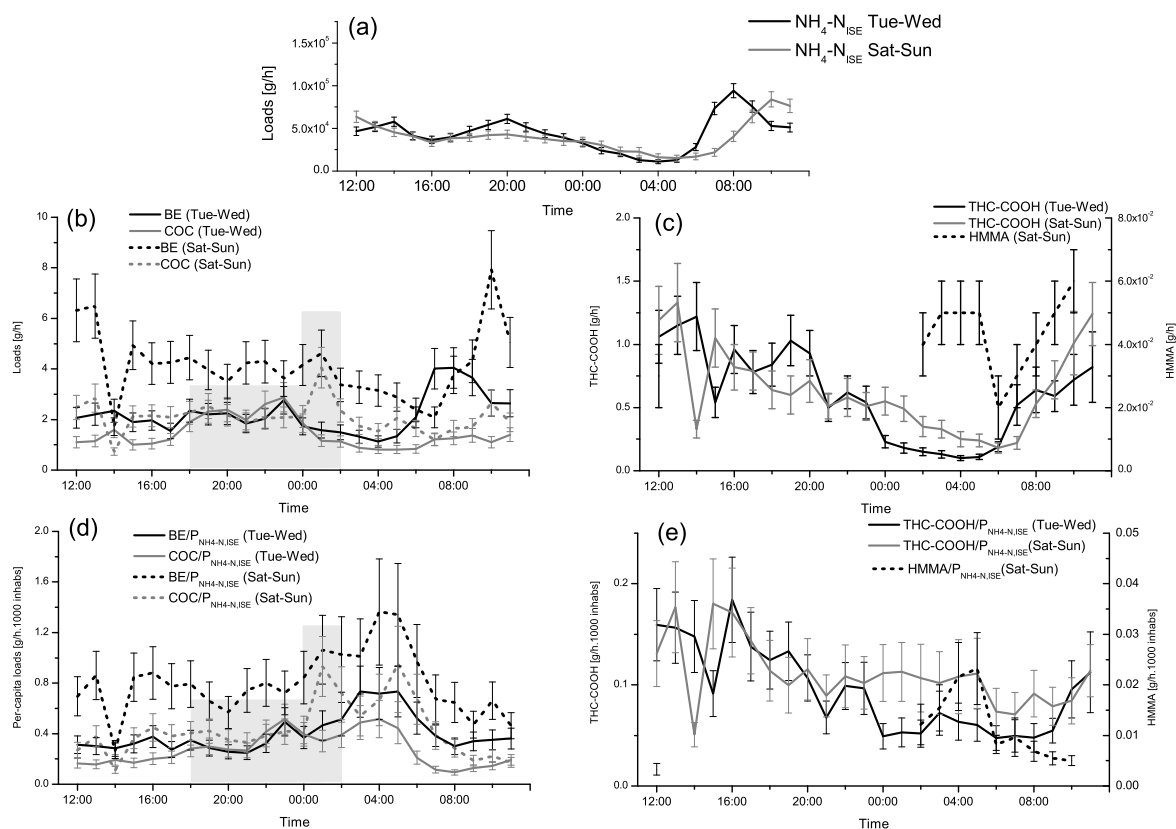 (a)
NH4-NISE Tue-Wed
NH4-NISE Sat-Sun
Loads [g/h]
1.5x10^5
1.0x10^5
5.0x10^4
0.0
12:00 16:00 20:00 00:00 04:00 08:00
Time
(b)
BE (Tue-Wed)
COC (Tue-Wed)
BE (Sat-Sun)
COC (Sat-Sun)
Loads [g/h]
10
8
6
4
2
0
12:00 16:00 20:00 00:00 04:00 08:00
Time
(c)
THC-COOH (Tue-Wed)
THC-COOH (Sat-Sun)
HMMA (Sat-Sun)
THC-COOH [g/h]
2.0
1.5
1.0
0.5
0.0
8.0x10^-2
6.0x10^-2
4.0x10^-2
2.0x10^-2
0.0
HMMA [g/h]
12:00 16:00 20:00 00:00 04:00 08:00
Time
(d)
BE/PNH4-N,ISE (Tue-Wed)
COC/PNH4-N,ISE (Tue-Wed)
BE/PNH4-N,ISE (Sat-Sun)
COC/PNH4-N,ISE (Sat-Sun)
Per-capita loads [g/h.1000 inhabs]
2.0
1.6
1.2
0.8
0.4
0.0
12:00 16:00 20:00 00:00 04:00 08:00
Time
(e)
THC-COOH/PNH4-N,ISE (Tue-Wed)
THC-COOH/PNH4-N,ISE(Sat-Sun)
HMMA/PNH4-N,ISE(Sat-Sun)
THC-COOH [g/h.1000 inhabs]
0.2
0.1
0.0
0.05
0.04
0.03
0.02
0.01
0.00
HMMA [g/h.1000 inhabs]
12:00 16:00 20:00 00:00 04:00 08:00
Time